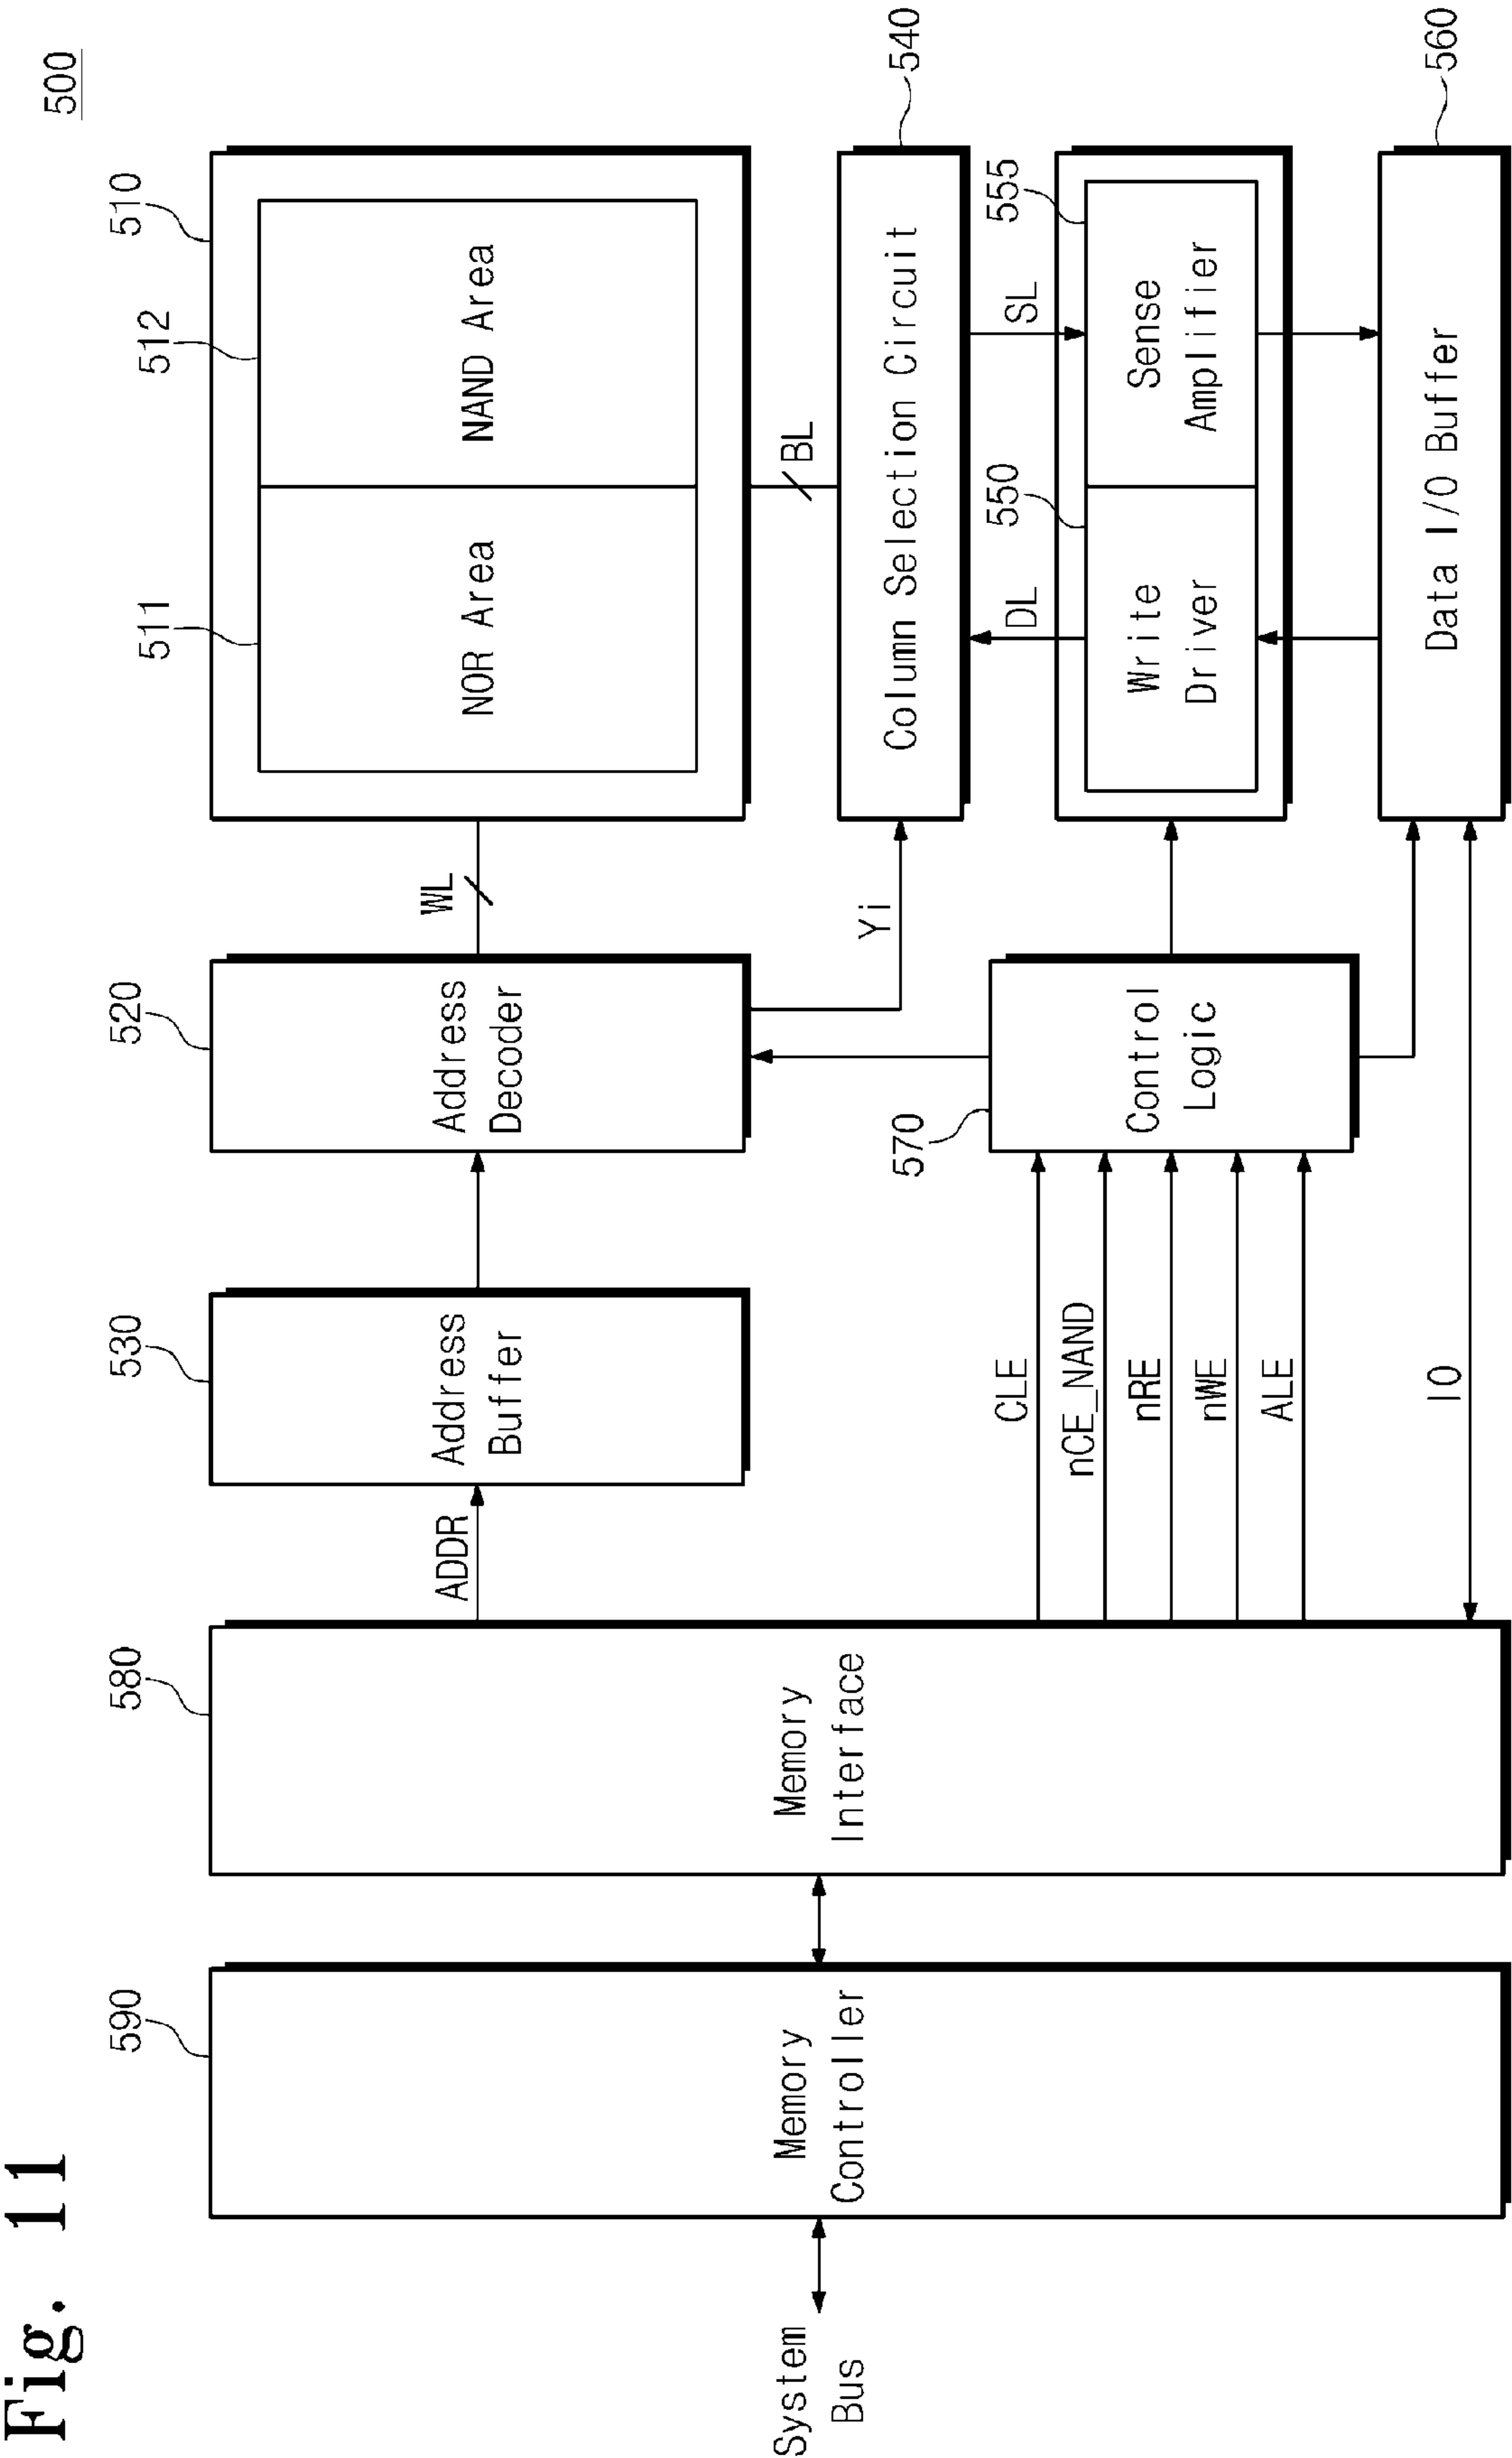 Fig. 11
500
590
580
530
520
510
511
512
System
Bus
Memory
Controller
Memory
Interface
ADDR
Address
Buffer
Address
Decoder
WL
NOR Area
NAND Area
BL
Yi
Column Selection Circuit
540
DL
SL
550
555
Write
Driver
Sense
Amplifier
570
Control
Logic
CLE
nCE_NAND
nRE
nWE
ALE
IO
Data I/O Buffer
560